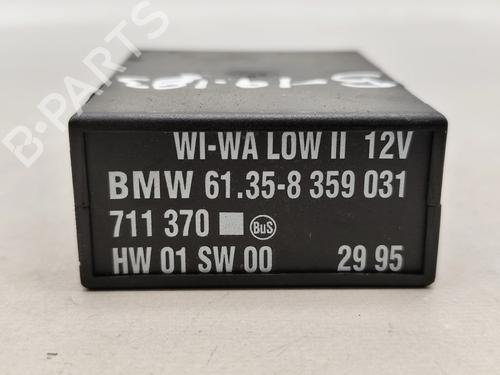 B-PARTS
WI-WA LOW II 12V
BMW 61.35-8 359 031
711 370 BuS
HW 01 SW 00 29 95